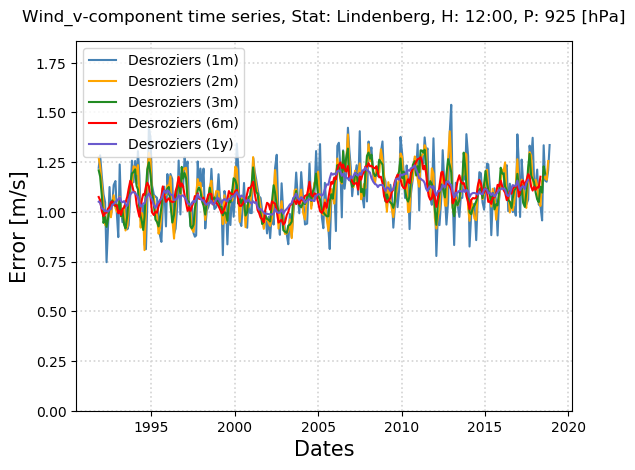 Wind_v-component time series, Stat: Lindenberg, H: 12:00, P: 925 [hPa]
Desroziers (1m)
Desroziers (2m)
Desroziers (3m)
Desroziers (6m)
Desroziers (1y)
Error [m/s]
1.75
1.50
1.25
1.00
0.75
0.50
0.25
0.00
1995 2000 2005 2010 2015 2020
Dates